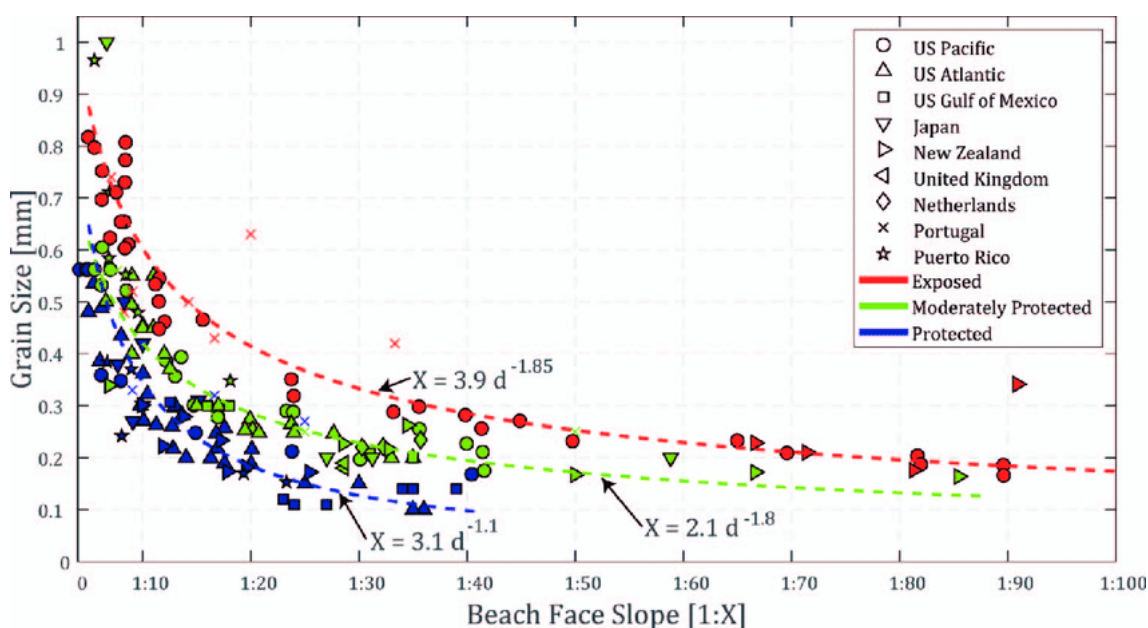 1
0.9
0.8
0.7
0.6
0.5
0.4
0.3
0.2
0.1
0
Grain Size [mm]
US Pacific
US Atlantic
US Gulf of Mexico
Japan
New Zealand
United Kingdom
Netherlands
Portugal
Puerto Rico
Exposed
Moderately Protected
Protected
X = 3.9 d^-1.85
X = 3.1 d^-1.1
X = 2.1 d^-1.8
0 1:10 1:20 1:30 1:40 1:50 1:60 1:70 1:80 1:90 1:100
Beach Face Slope [1:X]